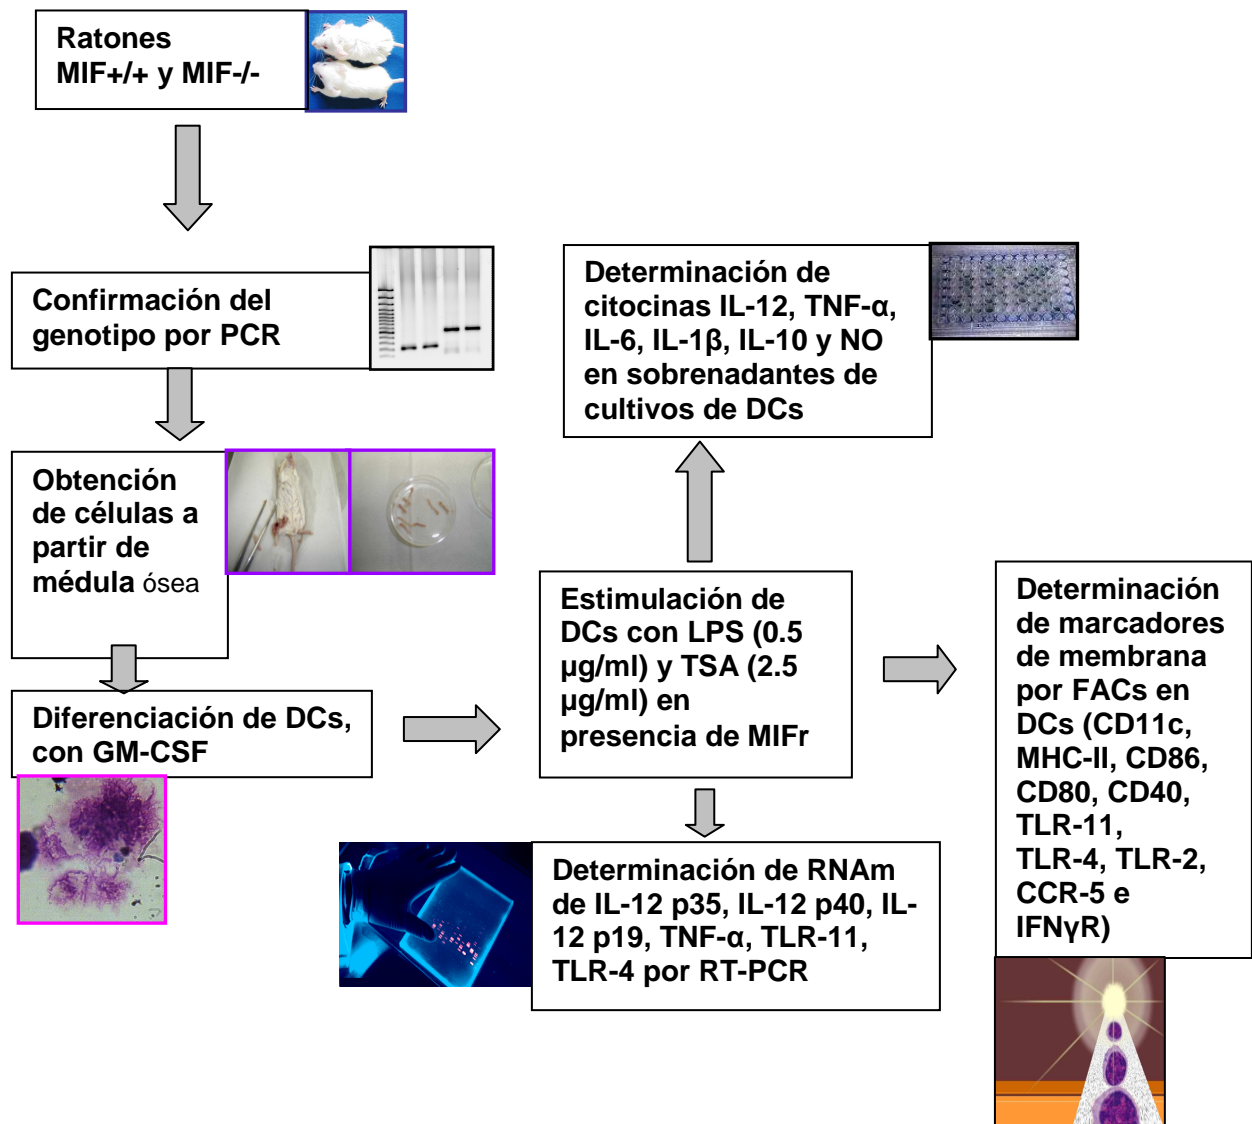 Ratones
MIF+/+ y MIF-/-
Confirmación del
genotipo por PCR
Obtención
de células a
partir de
médula ósea
Diferenciación de DCs,
con GM-CSF
Estimulación de
DCs con LPS (0.5
µg/ml) y TSA (2.5
µg/ml) en
presencia de MIFr
Determinación de
citocinas IL-12, TNF-α,
IL-6, IL-1β, IL-10 y NO
en sobrenadantes de
cultivos de DCs
Determinación
de marcadores
de membrana
por FACs en
DCs (CD11c,
MHC-II, CD86,
CD80, CD40,
TLR-11,
TLR-4, TLR-2,
CCR-5 e
IFNγR)
Determinación de RNAm
de IL-12 p35, IL-12 p40, IL-
12 p19, TNF-α, TLR-11,
TLR-4 por RT-PCR